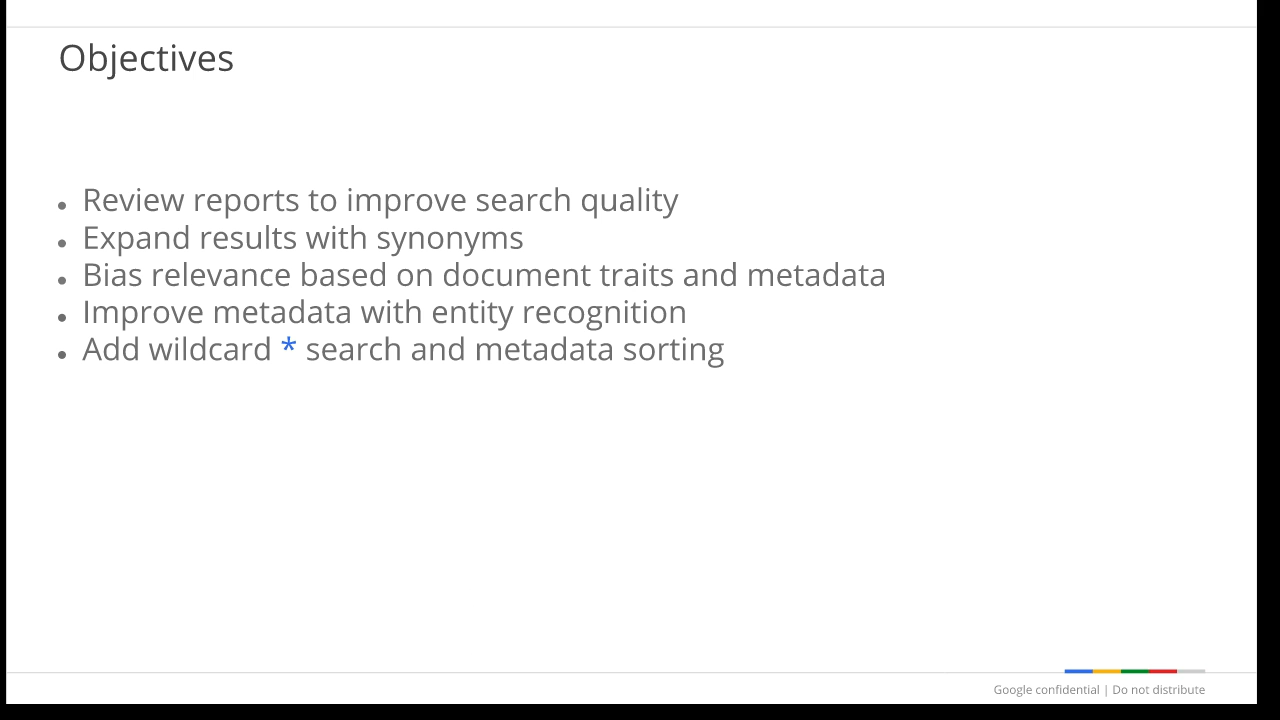 Objectives
• Review reports to improve search quality
• Expand results with synonyms
• Bias relevance based on document traits and metadata
• Improve metadata with entity recognition
• Add wildcard * search and metadata sorting
Google confidential | Do not distribute